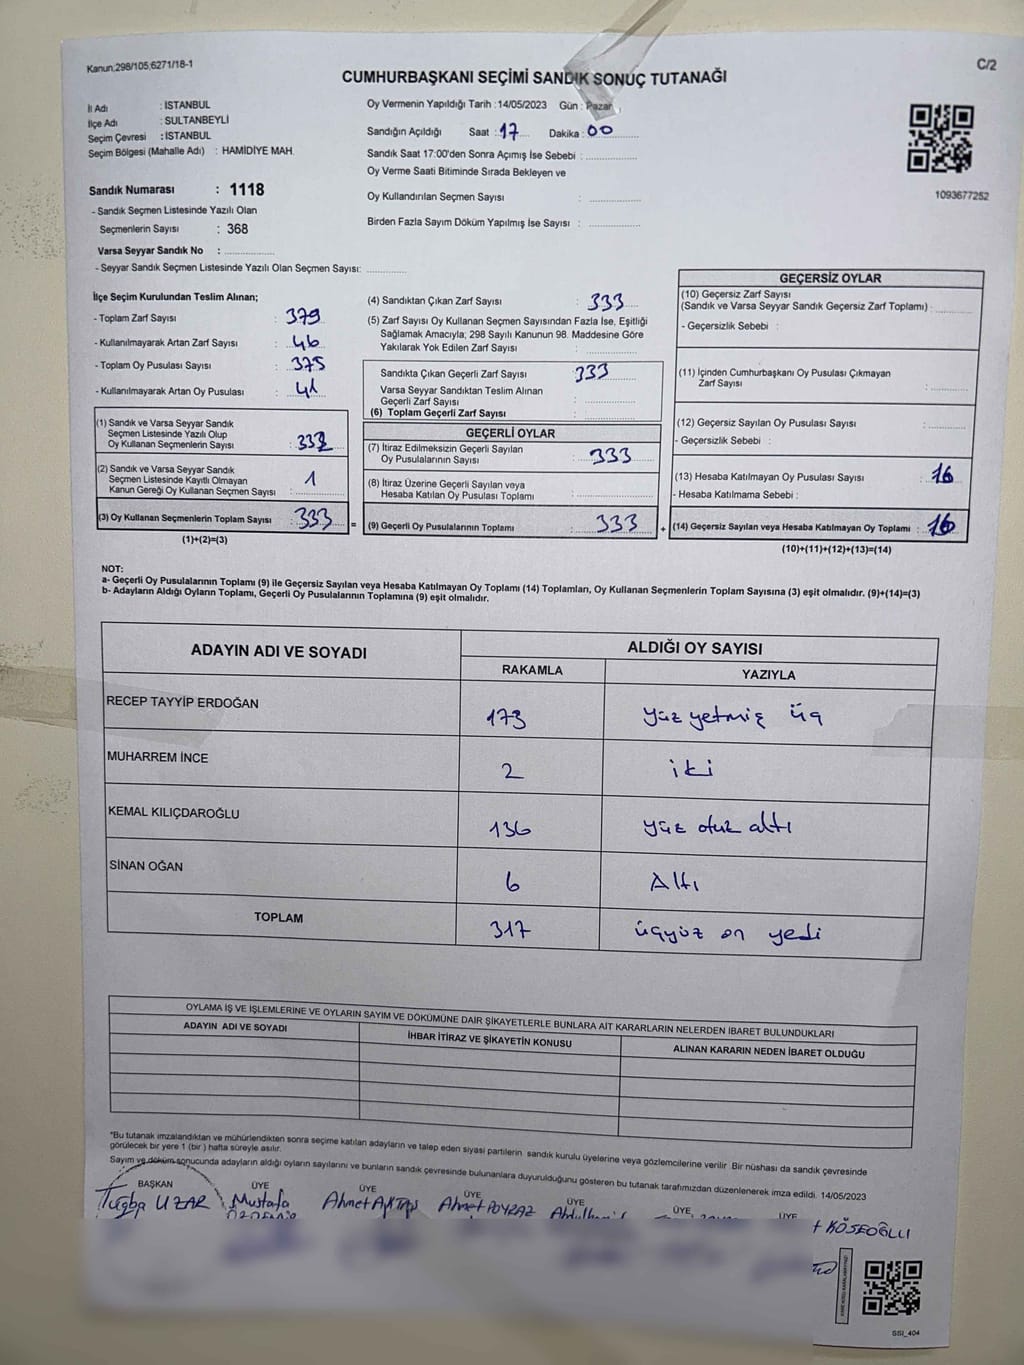 Kanun;298/105,6271/18-1
C/2
CUMHURBAŞKANI SEÇİMİ SANDIK SONUÇ TUTANAĞI
İl Adı : İSTANBUL
İlçe Adı : SULTANBEYLİ
Seçim Çevresi : İSTANBUL
Seçim Bölgesi (Mahalle Adı) : HAMİDİYE MAH.
Sandık Numarası : 1118
- Sandık Seçmen Listesinde Yazılı Olan
Seçmenlerin Sayısı : 368
Varsa Seyyar Sandık No :
- Seyyar Sandık Seçmen Listesinde Yazılı Olan Seçmen Sayısı:
Oy Vermenin Yapıldığı Tarih : 14/05/2023 Gün : Pazar
Sandığın Açıldığı Saat : 17 Dakika : 00
Sandık Saat 17:00'den Sonra Açımış İse Sebebi :
Oy Verme Saati Bitiminde Sırada Bekleyen ve
Oy Kullandırılan Seçmen Sayısı :
Birden Fazla Sayım Döküm Yapılmış İse Sayısı :
1093677252
İlçe Seçim Kurulundan Teslim Alınan;
- Toplam Zarf Sayısı : 379
- Kullanılmayarak Artan Zarf Sayısı : 46
- Toplam Oy Pusulası Sayısı : 375
- Kullanılmayarak Artan Oy Pusulası :
(1) Sandık ve Varsa Seyyar Sandık
Seçmen Listesinde Yazılı Olup
Oy Kullanan Seçmenlerin Sayısı :
(2) Sandık ve Varsa Seyyar Sandık
Seçmen Listesinde Kayıtlı Olmayan
Kanun Gereği Oy Kullanan Seçmen Sayısı : 1
(3) Oy Kullanan Seçmenlerin Toplam Sayısı : 333
(1)+(2)=(3)
(4) Sandıktan Çıkan Zarf Sayısı : 333
(5) Zarf Sayısı Oy Kullanan Seçmen Sayısından Fazla İse, Eşitliği
Sağlamak Amacıyla; 298 Sayılı Kanunun 98. Maddesine Göre
Yakılarak Yok Edilen Zarf Sayısı :
Sandıkta Çıkan Geçerli Zarf Sayısı : 333
Varsa Seyyar Sandıktan Teslim Alınan
Geçerli Zarf Sayısı :
(6) Toplam Geçerli Zarf Sayısı :
GEÇERLİ OYLAR
(7) İtiraz Edilmeksizin Geçerli Sayılan
Oy Pusulalarının Sayısı : 333
(8) İtiraz Üzerine Geçerli Sayılan veya
Hesaba Katılan Oy Pusulası Toplamı :
= (9) Geçerli Oy Pusulalarının Toplamı : 333
GEÇERSİZ OYLAR
(10) Geçersiz Zarf Sayısı
(Sandık ve Varsa Seyyar Sandık Geçersiz Zarf Toplamı) :
- Geçersizlik Sebebi :
(11) İçinden Cumhurbaşkanı Oy Pusulası Çıkmayan
Zarf Sayısı :
(12) Geçersiz Sayılan Oy Pusulası Sayısı :
- Geçersizlik Sebebi :
(13) Hesaba Katılmayan Oy Pusulası Sayısı : 16
- Hesaba Katılmama Sebebi :
+ (14) Geçersiz Sayılan veya Hesaba Katılmayan Oy Toplamı : 16
(10)+(11)+(12)+(13)=(14)
NOT:
a- Geçerli Oy Pusulalarının Toplamı (9) ile Geçersiz Sayılan veya Hesaba Katılmayan Oy Toplamı (14) Toplamları, Oy Kullanan Seçmenlerin Toplam Sayısına (3) eşit olmalıdır. (9)+(14)=(3)
b- Adayların Aldığı Oyların Toplamı, Geçerli Oy Pusulalarının Toplamına (9) eşit olmalıdır.
ADAYIN ADI VE SOYADI ALDIĞI OY SAYISI
RAKAMLA YAZIYLA
RECEP TAYYİP ERDOĞAN 173 yüz yetmiş üç
MUHARREM İNCE 2 iki
KEMAL KILIÇDAROĞLU 136 yüz otuz altı
SİNAN OĞAN 6 Altı
TOPLAM 317 üçyüz on yedi
OYLAMA İŞ VE İŞLEMLERİNE VE OYLARIN SAYIM VE DÖKÜMÜNE DAİR ŞİKAYETLERLE BUNLARA AİT KARARLARIN NELERDEN İBARET BULUNDUKLARI
ADAYIN ADI VE SOYADI İHBAR İTİRAZ VE ŞİKAYETİN KONUSU ALINAN KARARIN NEDEN İBARET OLDUĞU
*Bu tutanak imzalandıktan ve mühürlendikten sonra seçime katılan adayların ve talep eden siyasi partilerin sandık kurulu üyelerine veya gözlemcilerine verilir Bir nüshası da sandık çevresinde
görülecek bir yere 1 (bir ) hafta süreyle asılır.
Sayım ve döküm sonucunda adayların aldığı oyların sayılarını ve bunların sandık çevresinde bulunanlara duyurulduğunu gösteren bu tutanak tarafımızdan düzenlenerek imza edildi. 14/05/2023
BAŞKAN ÜYE ÜYE ÜYE ÜYE ÜYE ÜYE
Tuğba UZAR Mustafa ÖZDEMİR Ahmet AKTAŞ Ahmet POYRAZ
KÖSEOĞLU
SSİ_404